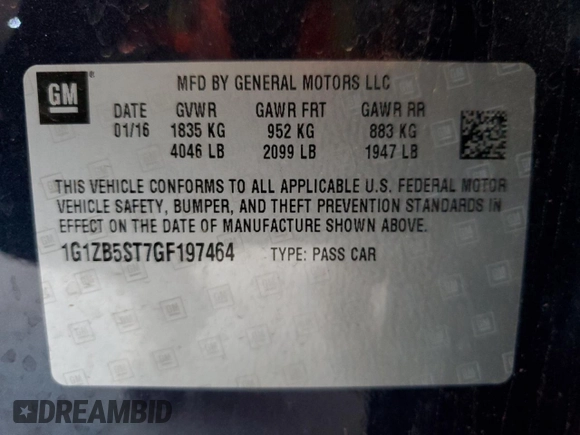 GM
MFD BY GENERAL MOTORS LLC
DATE GVWR GAWR FRT GAWR RR
01/16 1835 KG 952 KG 883 KG
4046 LB 2099 LB 1947 LB
THIS VEHICLE CONFORMS TO ALL APPLICABLE U.S. FEDERAL MOTOR
VEHICLE SAFETY, BUMPER, AND THEFT PREVENTION STANDARDS IN
EFFECT ON THE DATE OF MANUFACTURE SHOWN ABOVE.
1G1ZB5ST7GF197464 TYPE: PASS CAR
DREAMBID